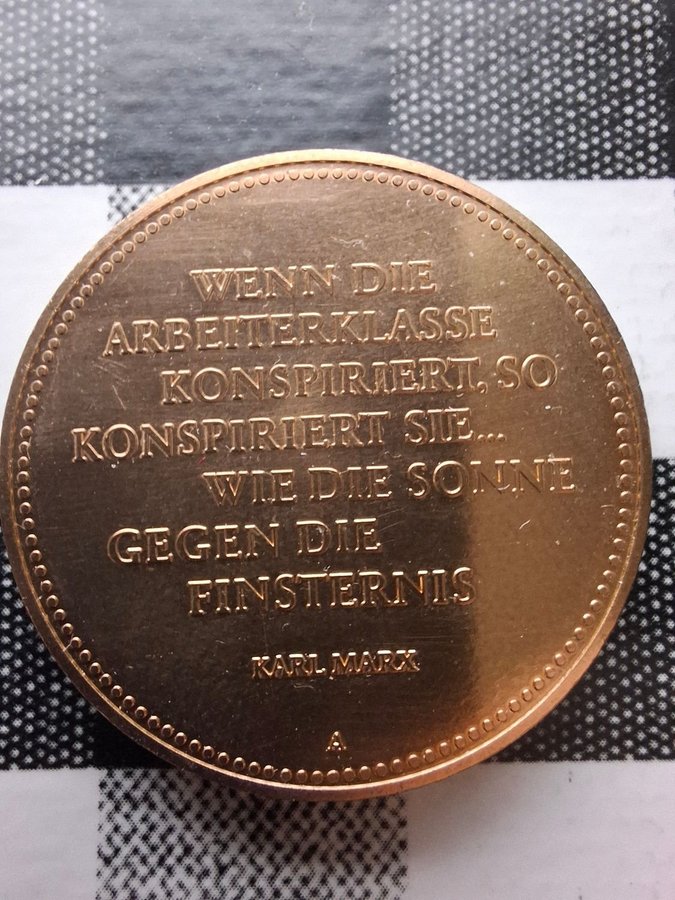 WENN DIE
ARBEITERKLASSE
KONSPIRIERT, SO
KONSPIRIERT SIE...
WIE DIE SONNE
GEGEN DIE
FINSTERNIS
KARL MARX
A